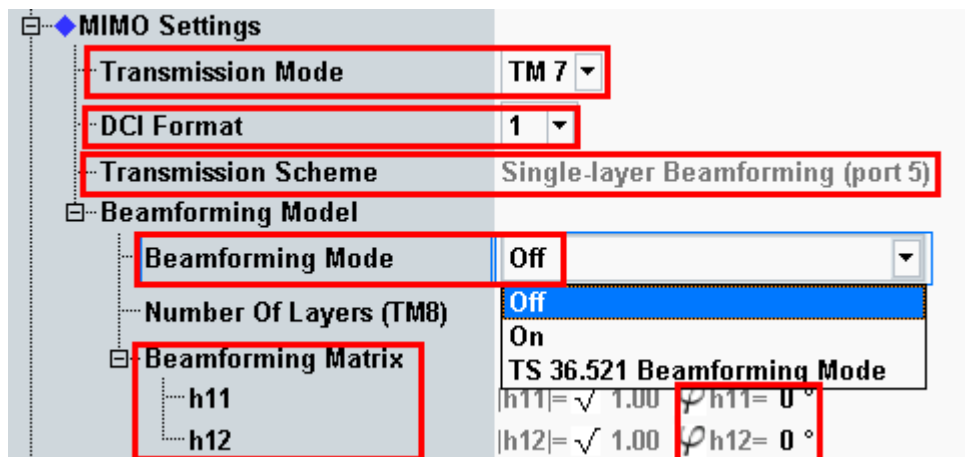 MIMO Settings
Transmission Mode TM 7
DCI Format 1
Transmission Scheme Single-layer Beamforming (port 5)
Beamforming Model
Beamforming Mode Off
Off
Number Of Layers (TM8)
On
Beamforming Matrix
TS 36.521 Beamforming Mode
h11 |h11|= √ 1.00 φ h11= 0 °
h12 |h12|= √ 1.00 φ h12= 0 °